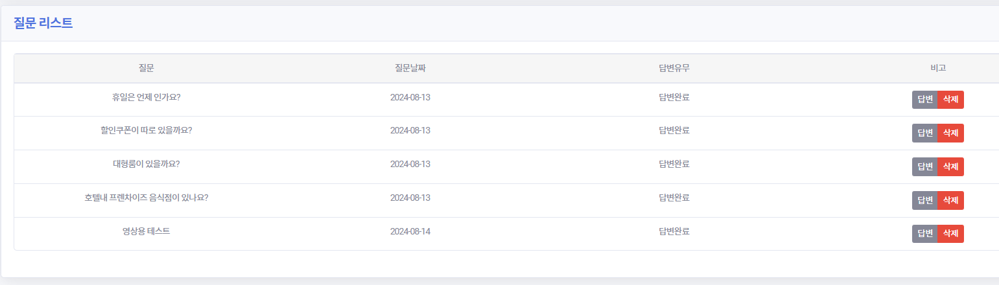 질문 리스트
질문 질문날짜 답변유무 비고
휴일은 언제 인가요? 2024-08-13 답변완료 답변 삭제
할인쿠폰이 따로 있을까요? 2024-08-13 답변완료 답변 삭제
대형룸이 있을까요? 2024-08-13 답변완료 답변 삭제
호텔내 프렌차이즈 음식점이 있나요? 2024-08-13 답변완료 답변 삭제
영상용 테스트 2024-08-14 답변완료 답변 삭제